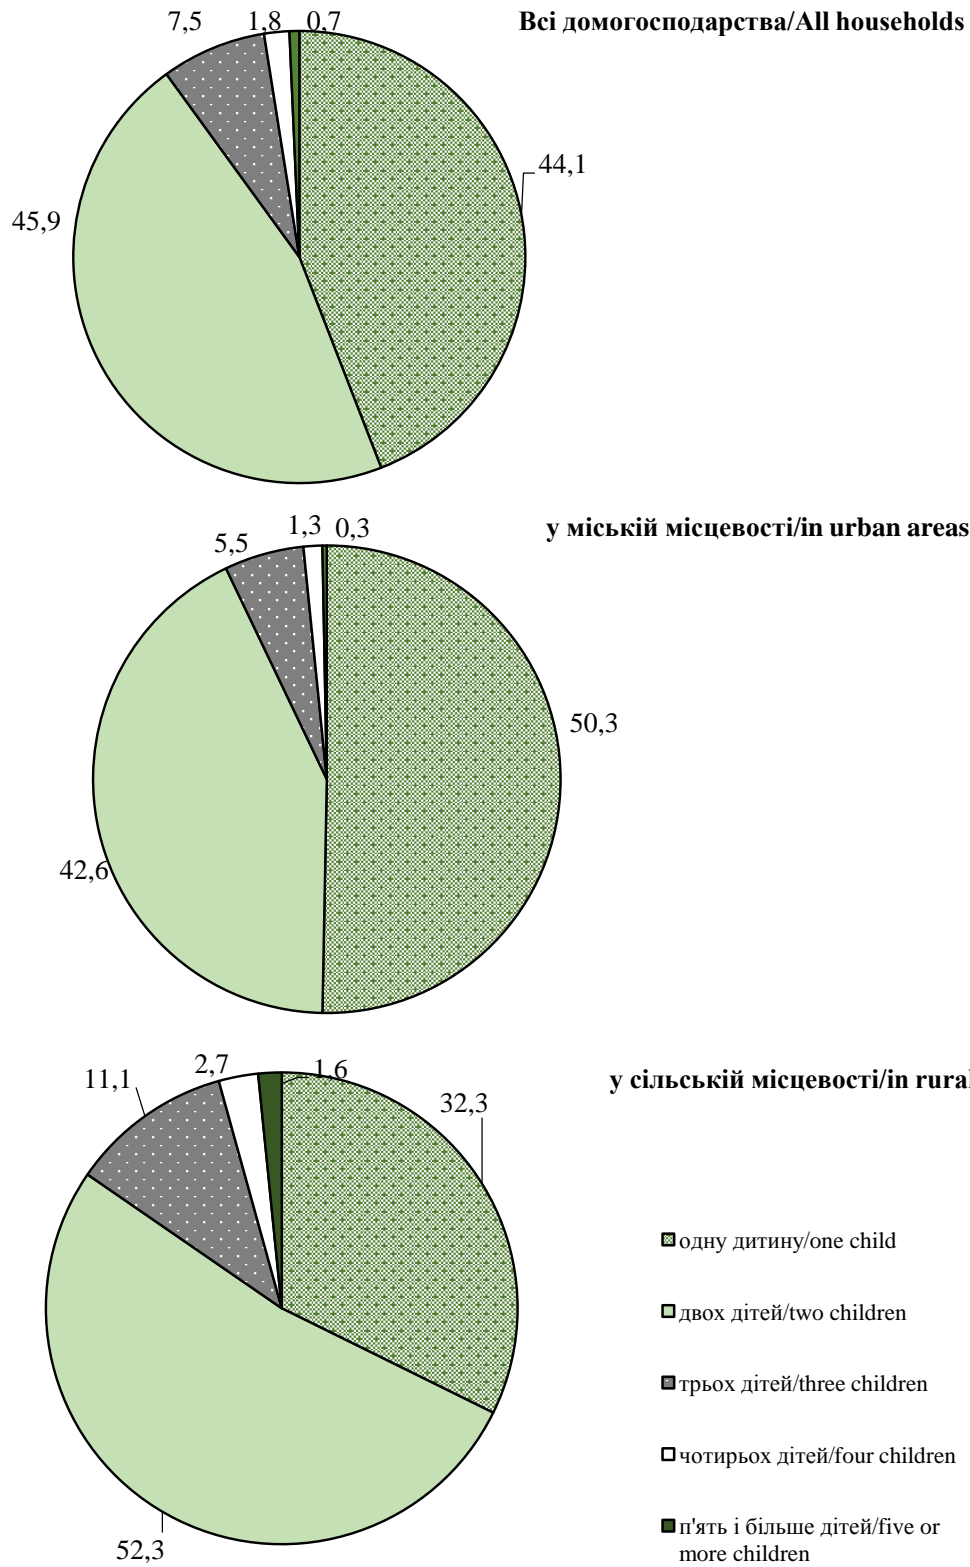 Всі домогосподарства/All households
7,5
1,8
0,7
44,1
45,9
у міській місцевості/in urban areas
5,5
1,3
0,3
50,3
42,6
у сільській місцевості/in rural
11,1
2,7
1,6
32,3
52,3
одну дитину/one child
двох дітей/two children
трьох дітей/three children
чотирьох дітей/four children
п'ять і більше дітей/five or
more children